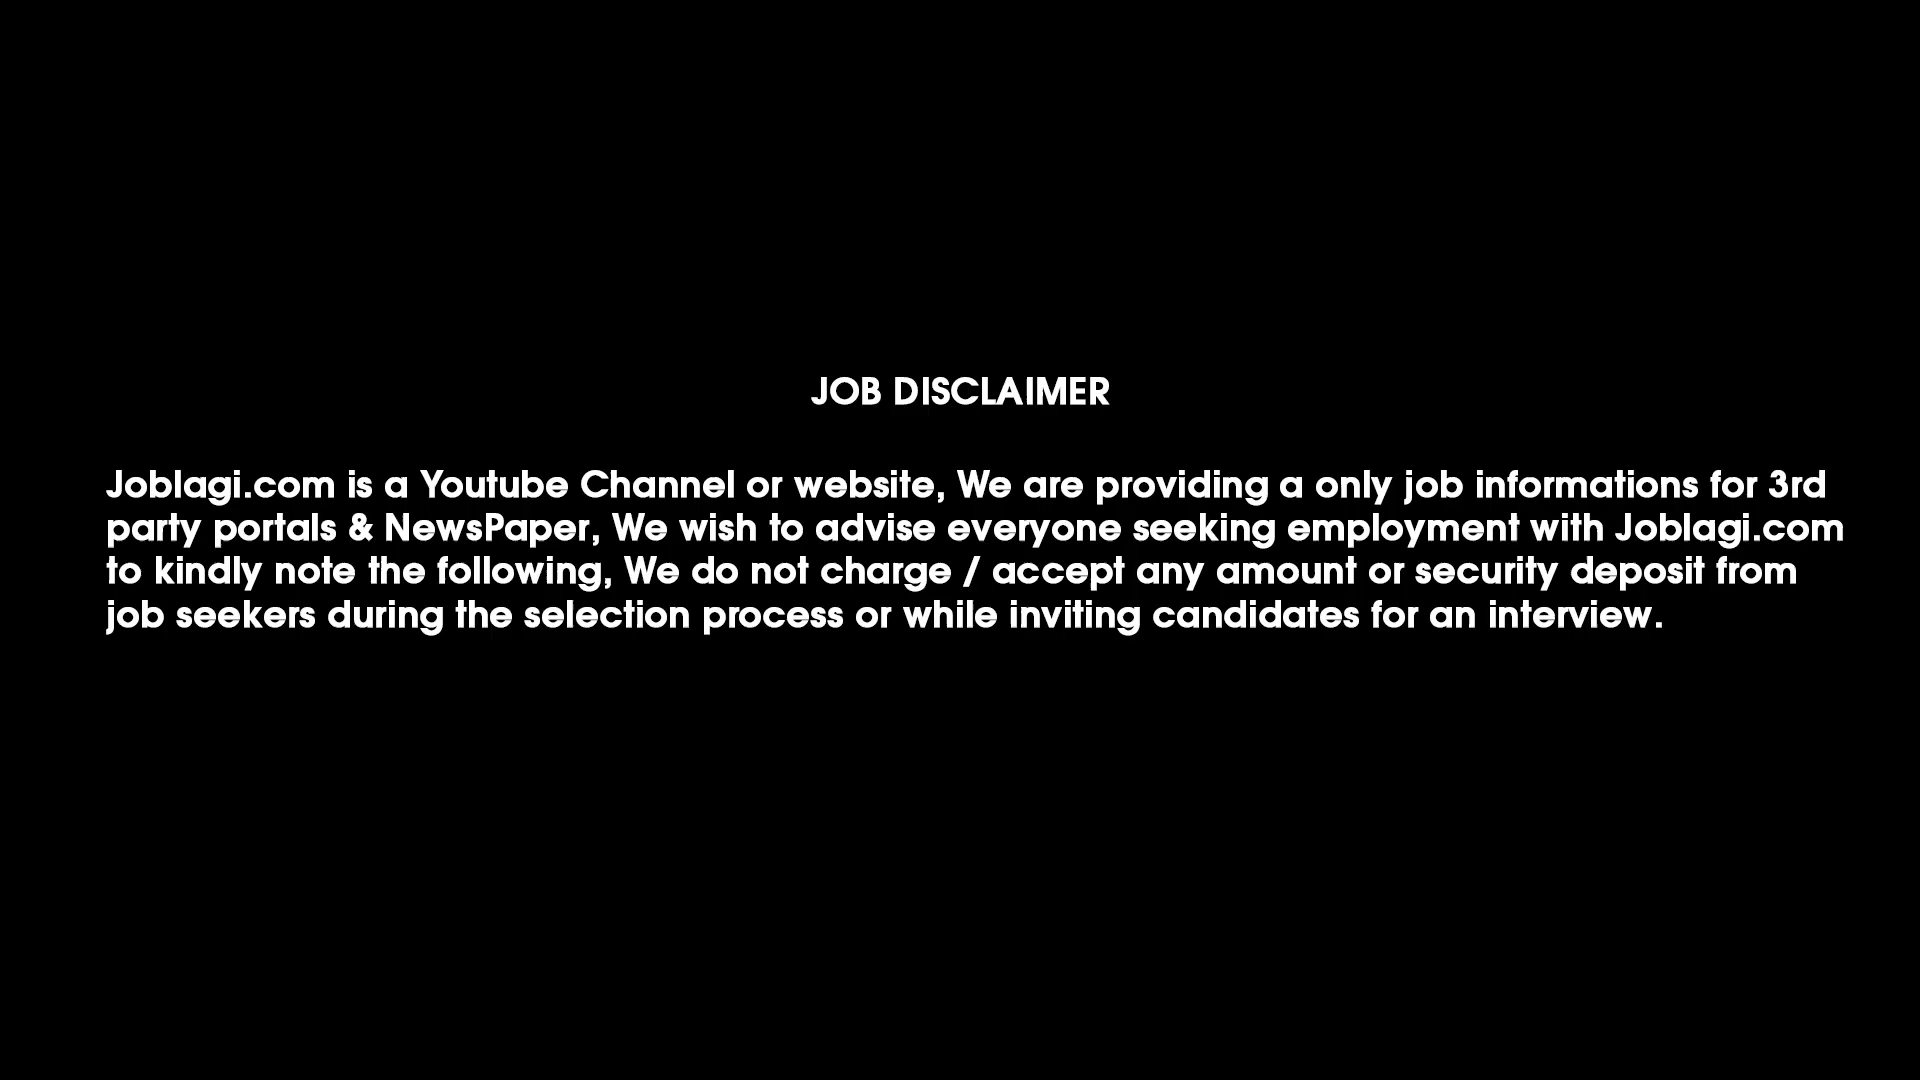 JOB DISCLAIMER
Joblagi.com is a Youtube Channel or website, We are providing a only job informations for 3rd
party portals & NewsPaper, We wish to advise everyone seeking employment with Joblagi.com
to kindly note the following, We do not charge / accept any amount or security deposit from
job seekers during the selection process or while inviting candidates for an interview.